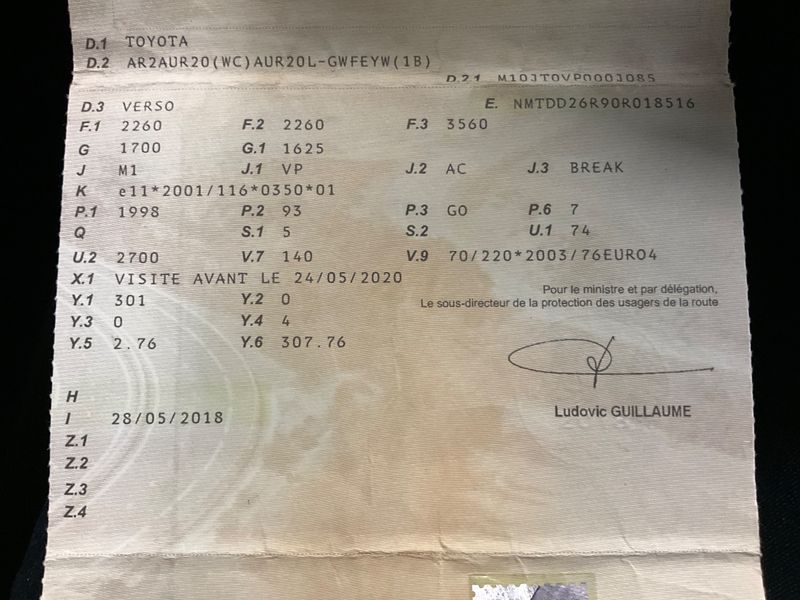 D.1 TOYOTA
D.2 AR2AUR20(WC)AUR20L-GWFEYW(1B)
D.2.1 M10JTOVP000J085
D.3 VERSO E. NMTDD26R90R018516
F.1 2260 F.2 2260 F.3 3560
G 1700 G.1 1625
J M1 J.1 VP J.2 AC J.3 BREAK
K e11*2001/116*0350*01
P.1 1998 P.2 93 P.3 GO P.6 7
Q S.1 5 S.2 U.1 74
U.2 2700 V.7 140 V.9 70/220*2003/76EURO4
X.1 VISITE AVANT LE 24/05/2020
Y.1 301 Y.2 0
Y.3 0 Y.4 4
Y.5 2.76 Y.6 307.76
Pour le ministre et par délégation,
Le sous-directeur de la protection des usagers de la route
Ludovic GUILLAUME
H
I 28/05/2018
Z.1
Z.2
Z.3
Z.4